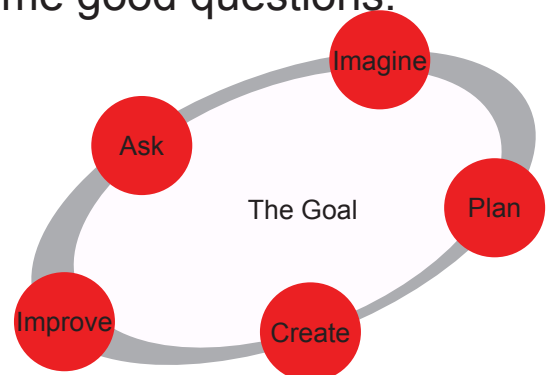 me good questions.
Imagine
Ask
The Goal
Plan
Improve
Create